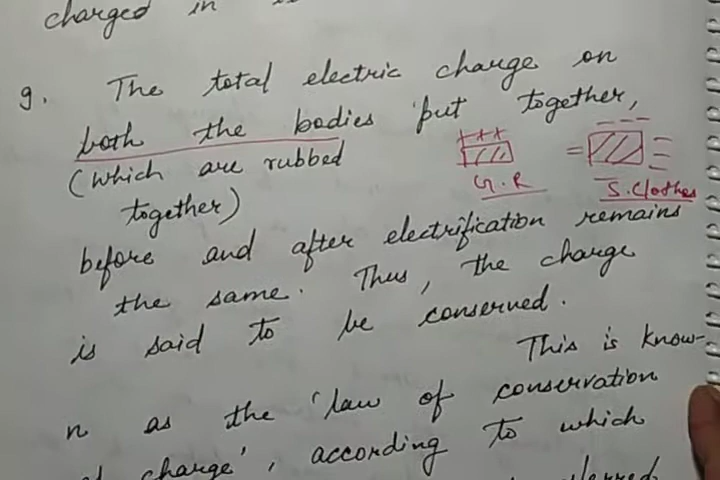 charged in
9. The total electric charge on
both the bodies put together,
(which are rubbed
together)
+++
=
G.R
S.Clothes
before and after electrification remains
the same. Thus, the charge
is said to be conserved.
This is know-
n as the 'law of conservation
charge', according to which